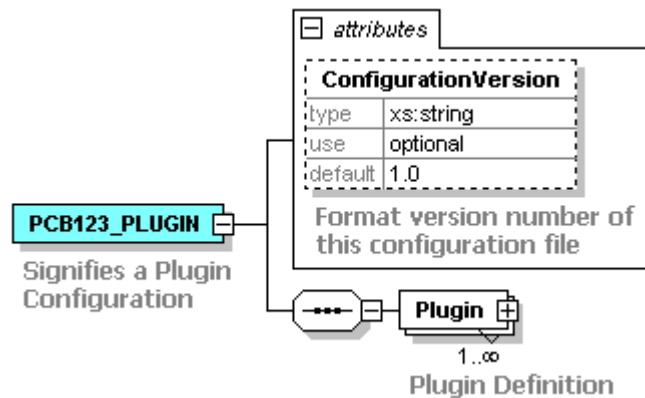 attributes
ConfigurationVersion
type xs:string
use optional
default 1.0
Format version number of
this configuration file
PCB123_PLUGIN
Signifies a Plugin
Configuration
Plugin
1..∞
Plugin Definition